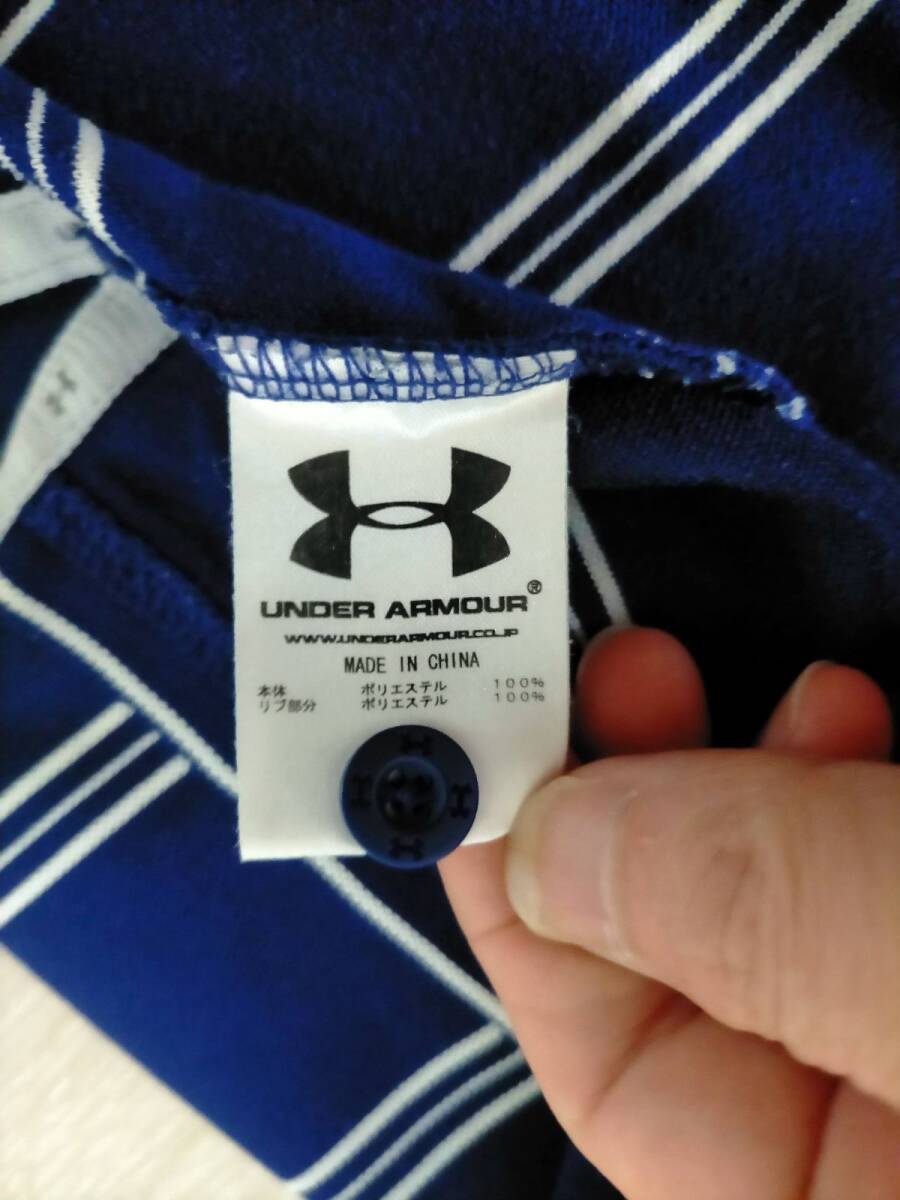 UNDER ARMOUR®
WWW.UNDERARMOUR.CO.JP
MADE IN CHINA
本体 ポリエステル 100%
リブ部分 ポリエステル 100%